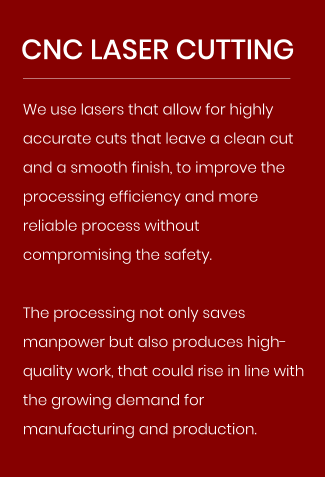 CNC LASER CUTTING
We use lasers that allow for highly
accurate cuts that leave a clean cut
and a smooth finish, to improve the
processing efficiency and more
reliable process without
compromising the safety.
The processing not only saves
manpower but also produces high-
quality work, that could rise in line with
the growing demand for
manufacturing and production.